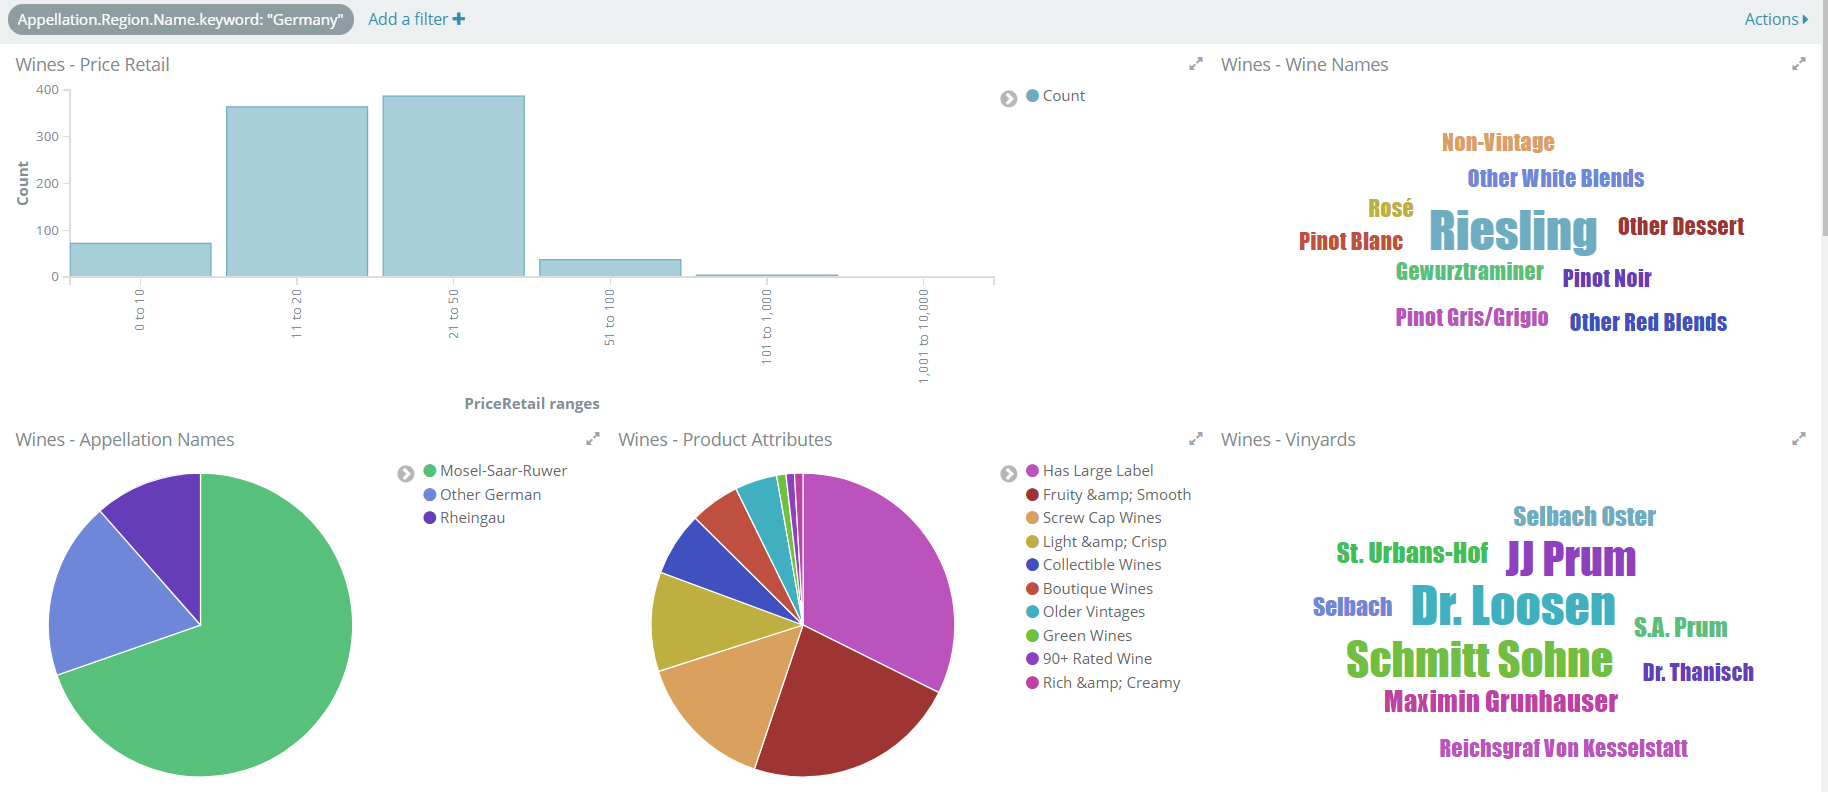 Appellation.Region.Name.keyword: "Germany"
Add a filter
Actions
Wines - Price Retail
400
300
200
100
0
Count
0 to 10
11 to 20
21 to 50
51 to 100
101 to 1,000
1,001 to 10,000
PriceRetail ranges
Count
Wines - Wine Names
Non-Vintage
Other White Blends
Rosé
Riesling
Other Dessert
Pinot Blanc
Gewurztraminer
Pinot Noir
Pinot Gris/Grigio
Other Red Blends
Wines - Appellation Names
Mosel-Saar-Ruwer
Other German
Rheingau
Wines - Product Attributes
Has Large Label
Fruity &amp; Smooth
Screw Cap Wines
Light &amp; Crisp
Collectible Wines
Boutique Wines
Older Vintages
Green Wines
90+ Rated Wine
Rich &amp; Creamy
Wines - Vinyards
Selbach Oster
St. Urbans-Hof
JJ Prum
Selbach
Dr. Loosen
S.A. Prum
Schmitt Sohne
Dr. Thanisch
Maximin Grunhauser
Reichsgraf Von Kesselstatt